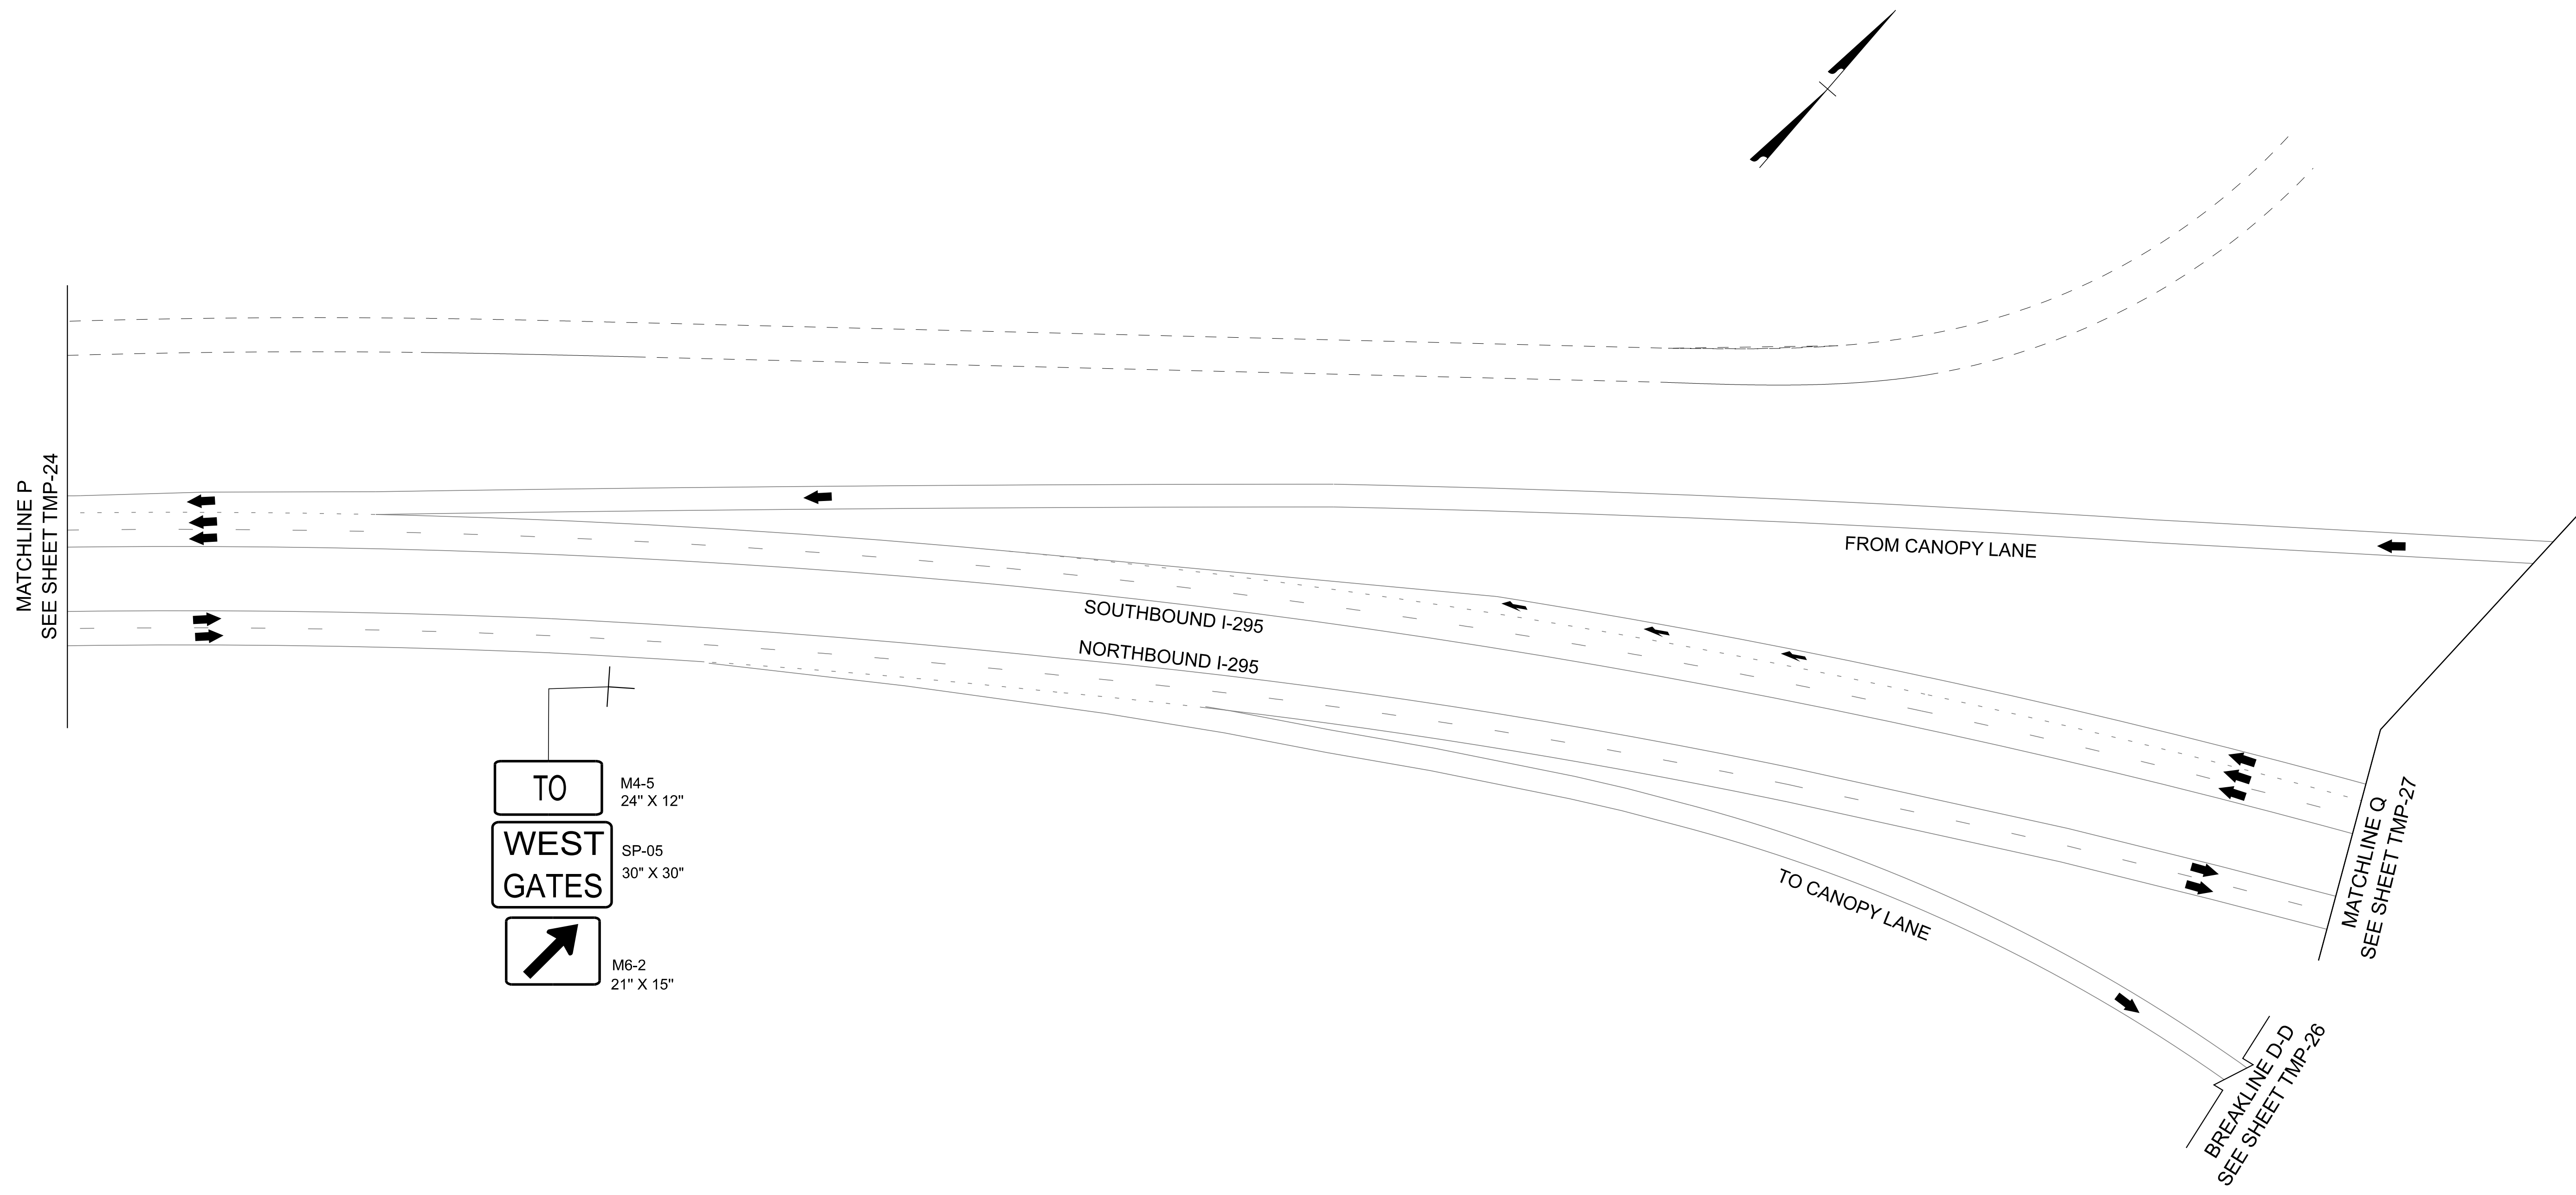 MATCHLINE P
SEE SHEET TMP-24
FROM CANOPY LANE
SOUTHBOUND I-295
NORTHBOUND I-295
TO
M4-5
24" X 12"
WEST
GATES
SP-05
30" X 30"
M6-2
21" X 15"
TO CANOPY LANE
MATCHLINE Q
SEE SHEET TMP-27
BREAKLINE D-D
SEE SHEET TMP-26